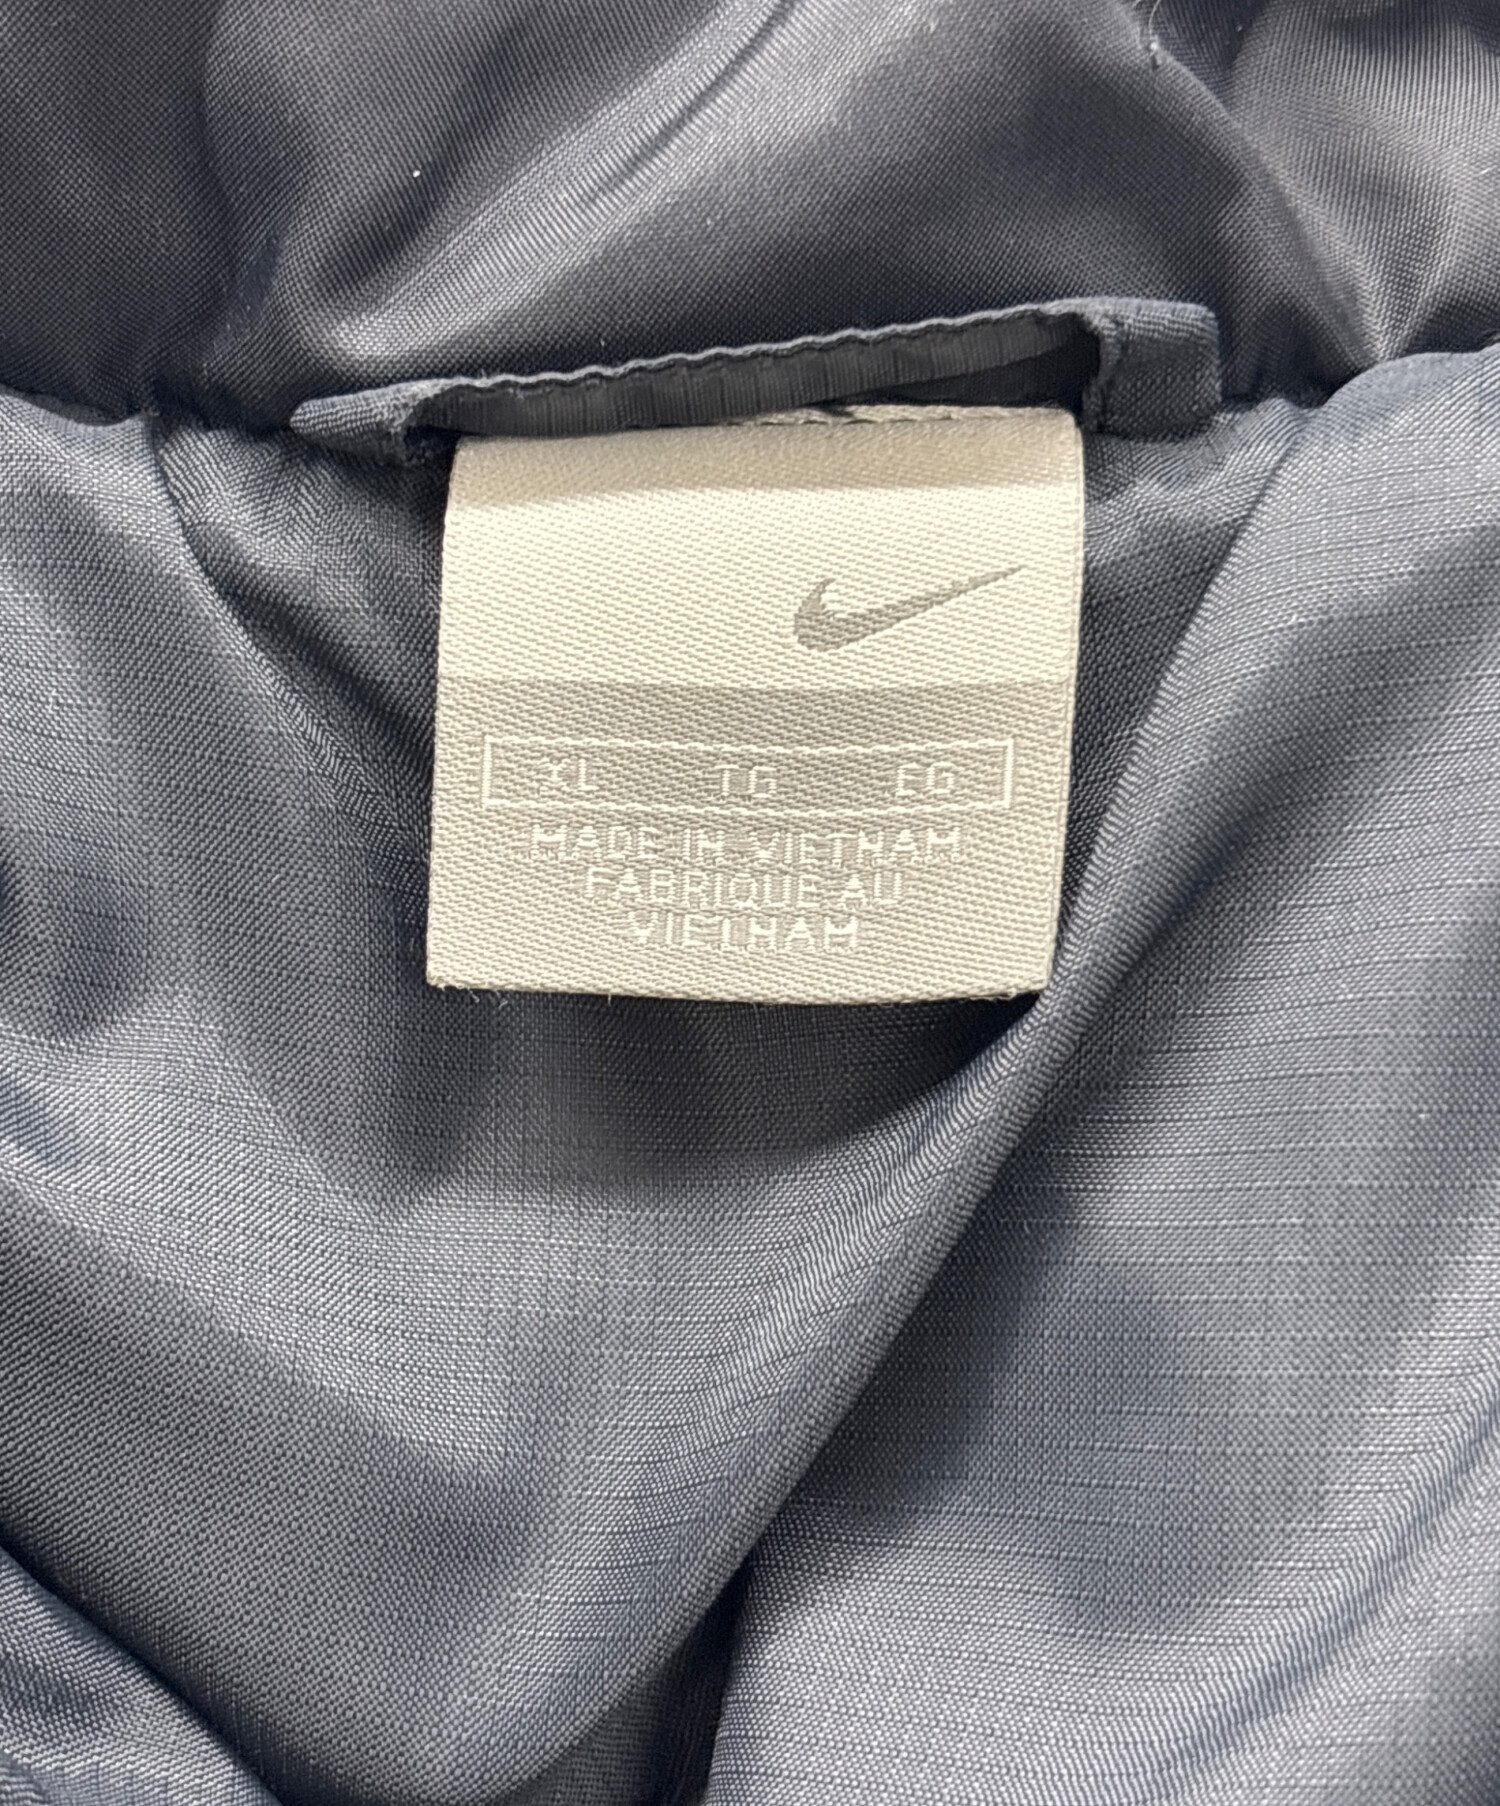 XL TG EG
MADE IN VIETNAM
FABRIQUE AU
VIETNAM